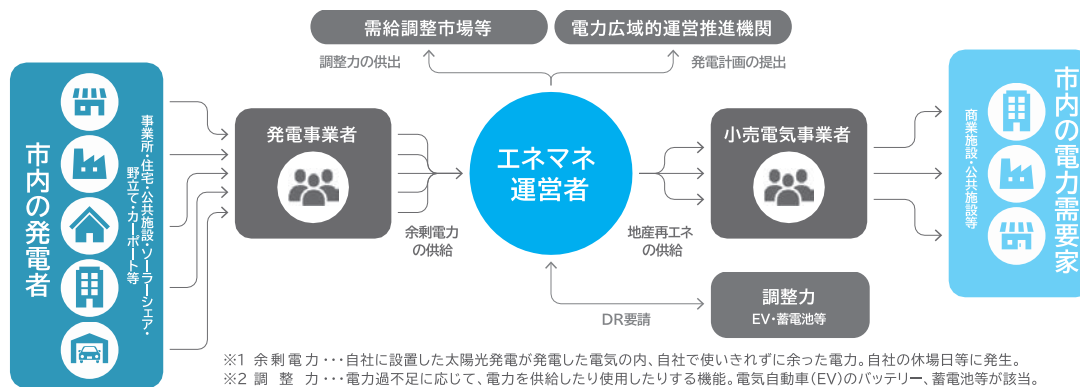 需給調整市場等
電力広域的運営推進機関
調整力の供出
発電計画の提出
市内の発電者
事業所・住宅・公共施設・ソーラーシェア・
野立て・カーポート等
発電事業者
余剰電力
の供給
エネマネ
運営者
小売電気事業者
地産再エネ
の供給
市内の電力需要家
商業施設・公共施設等
DR要請
調整力
EV・蓄電池等
※1 余剰電力・・・自社に設置した太陽光発電が発電した電気の内、自社で使いきれずに余った電力。自社の休場日等に発生。
※2 調 整 力・・・電力過不足に応じて、電力を供給したり使用したりする機能。電気自動車(EV)のバッテリー、蓄電池等が該当。